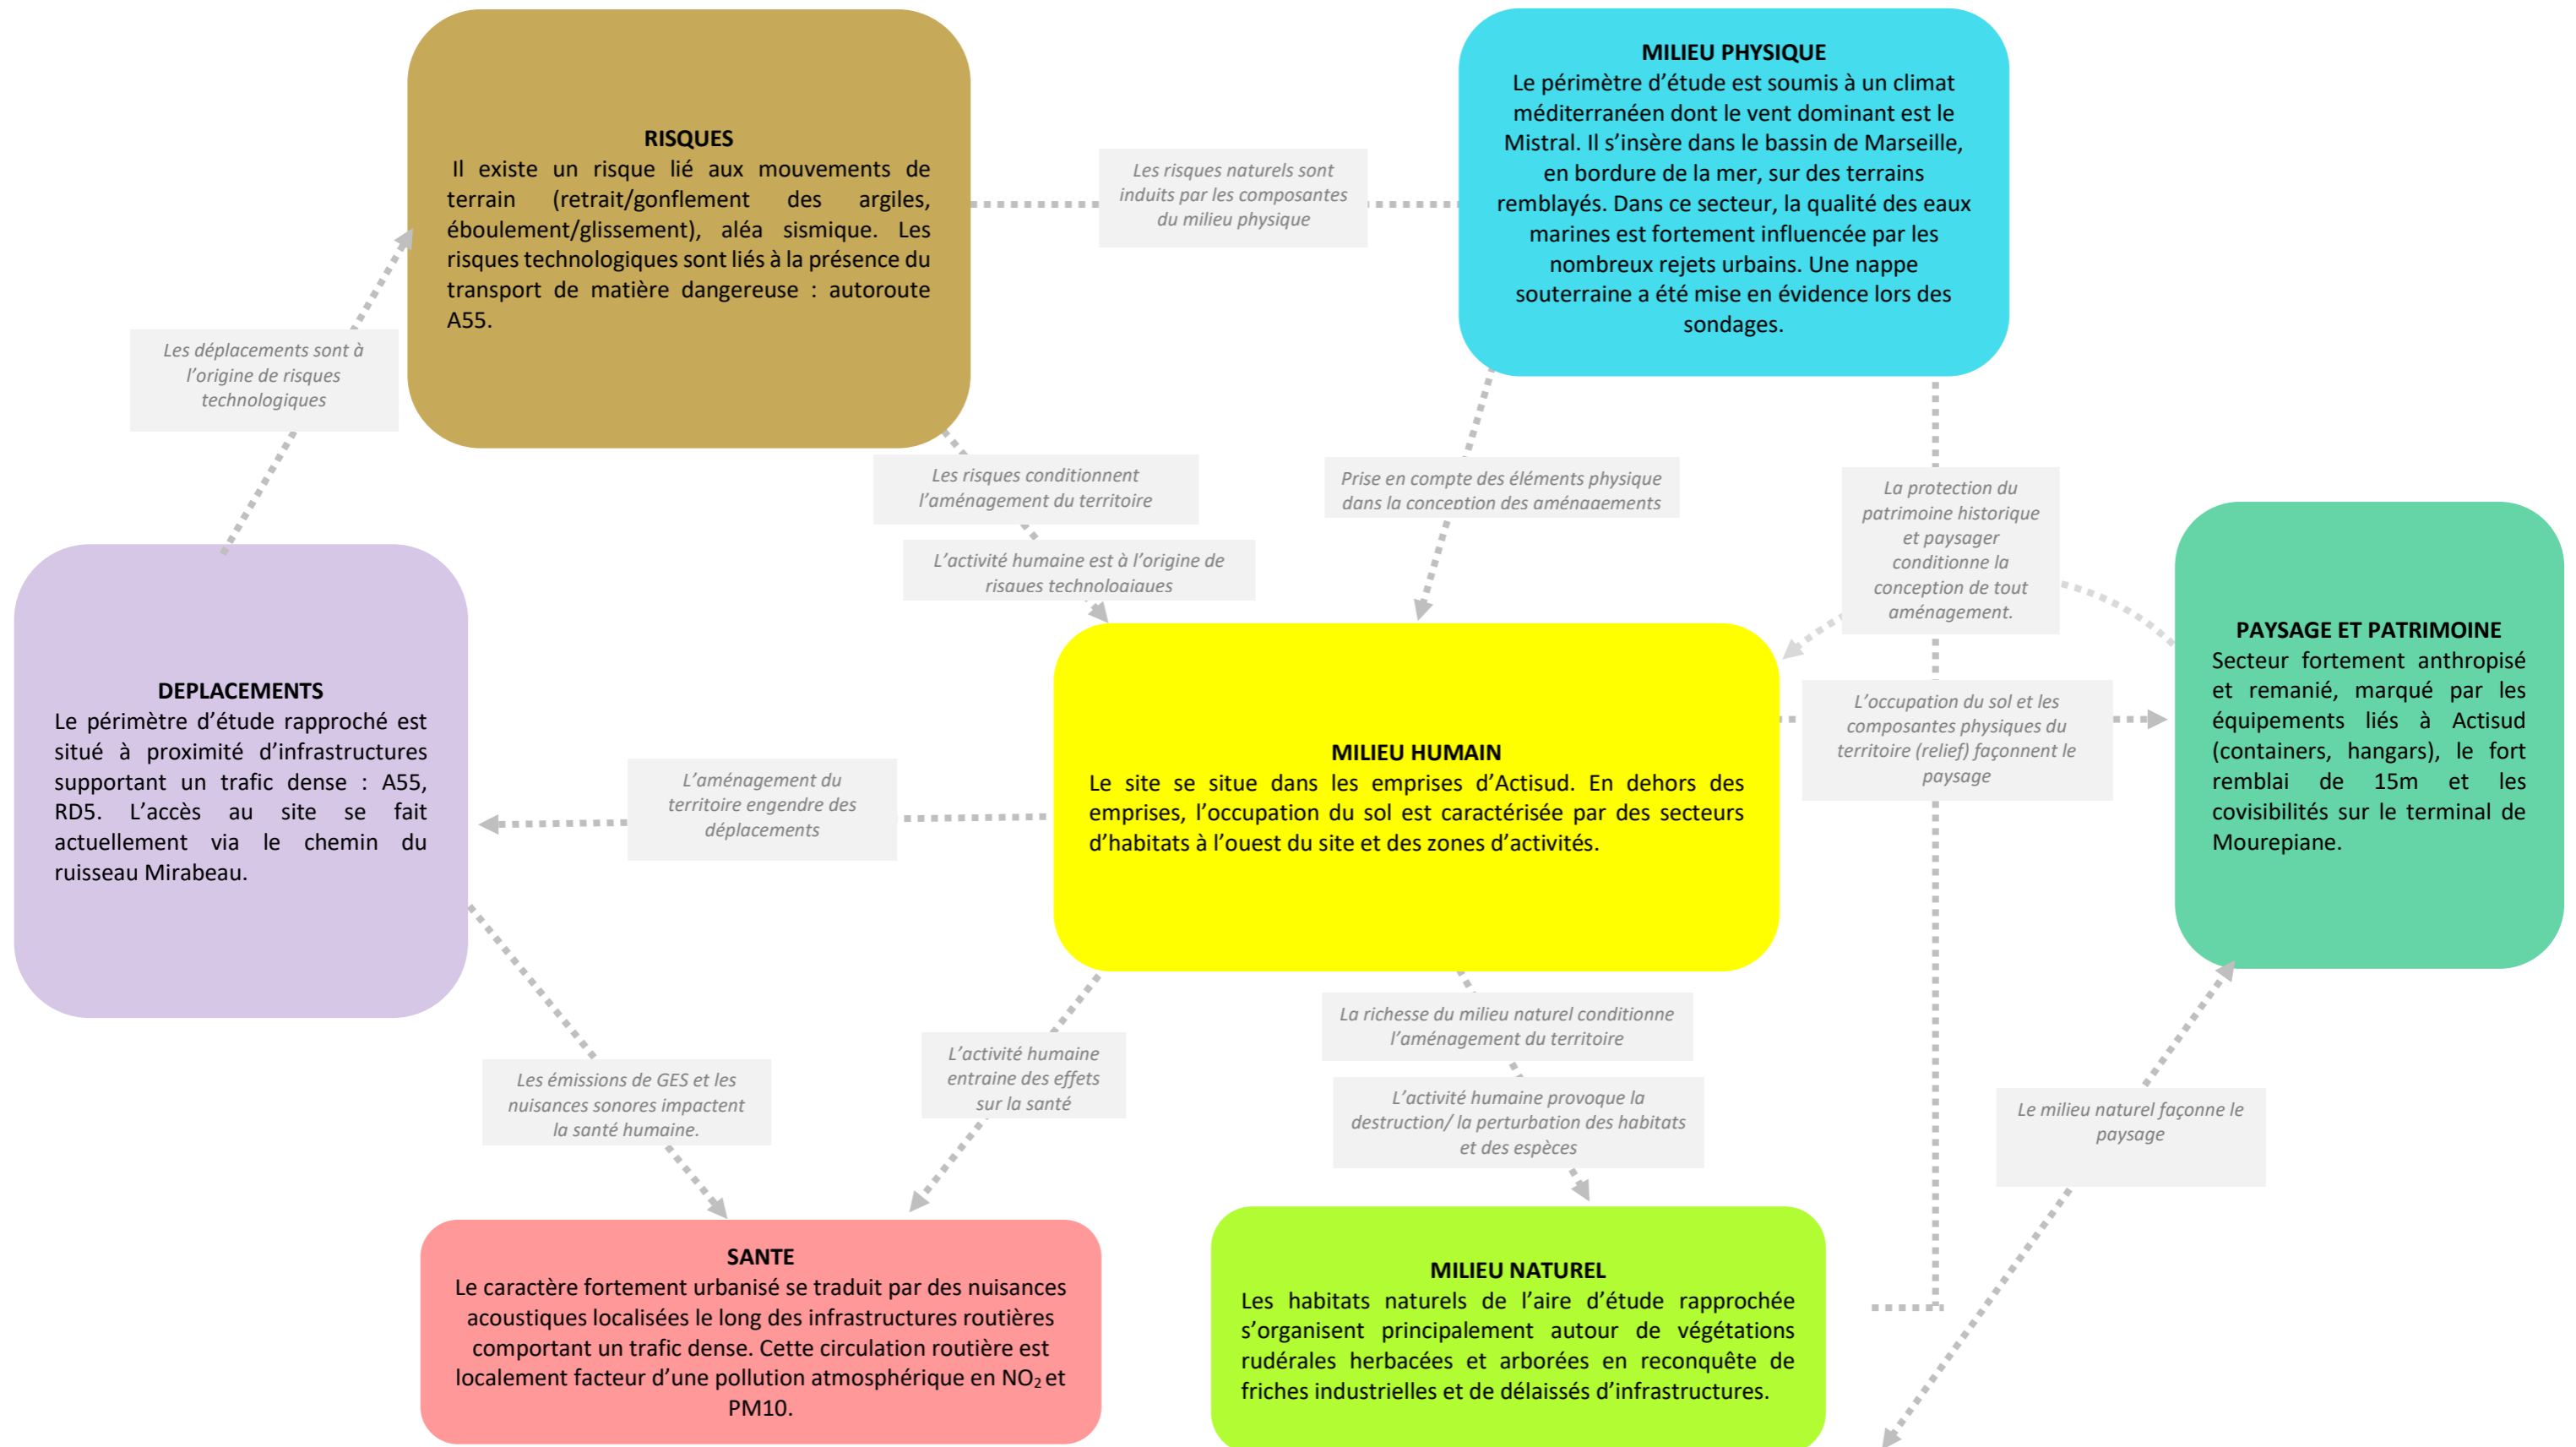 RISQUES
Il existe un risque lié aux mouvements de
terrain (retrait/gonflement des argiles,
éboulement/glissement), aléa sismique. Les
risques technologiques sont liés à la présence du
transport de matière dangereuse : autoroute
A55.
Les risques naturels sont
induits par les composantes
du milieu physique
MILIEU PHYSIQUE
Le périmètre d'étude est soumis à un climat
méditerranéen dont le vent dominant est le
Mistral. Il s'insère dans le bassin de Marseille,
en bordure de la mer, sur des terrains
remblayés. Dans ce secteur, la qualité des eaux
marines est fortement influencée par les
nombreux rejets urbains. Une nappe
souterraine a été mise en évidence lors des
sondages.
Les déplacements sont à
l'origine de risques
technologiques
Les risques conditionnent
l'aménagement du territoire
L'activité humaine est à l'origine de
risques technologiques
Prise en compte des éléments physique
dans la conception des aménagements
La protection du
patrimoine historique
et paysager
conditionne la
conception de tout
aménagement.
DEPLACEMENTS
Le périmètre d'étude rapproché est
situé à proximité d'infrastructures
supportant un trafic dense : A55,
RD5. L'accès au site se fait
actuellement via le chemin du
ruisseau Mirabeau.
L'aménagement du
territoire engendre des
déplacements
MILIEU HUMAIN
Le site se situe dans les emprises d'Actisud. En dehors des
emprises, l'occupation du sol est caractérisée par des secteurs
d'habitats à l'ouest du site et des zones d'activités.
L'occupation du sol et les
composantes physiques du
territoire (relief) façonnent le
paysage
PAYSAGE ET PATRIMOINE
Secteur fortement anthropisé
et remanié, marqué par les
équipements liés à Actisud
(containers, hangars), le fort
remblai de 15m et les
covisibilités sur le terminal de
Mourepiane.
Les émissions de GES et les
nuisances sonores impactent
la santé humaine.
L'activité humaine
entraine des effets
sur la santé
La richesse du milieu naturel conditionne
l'aménagement du territoire
L'activité humaine provoque la
destruction/ la perturbation des habitats
et des espèces
Le milieu naturel façonne le
paysage
SANTE
Le caractère fortement urbanisé se traduit par des nuisances
acoustiques localisées le long des infrastructures routières
comportant un trafic dense. Cette circulation routière est
localement facteur d'une pollution atmosphérique en NO₂ et
PM10.
MILIEU NATUREL
Les habitats naturels de l'aire d'étude rapprochée
s'organisent principalement autour de végétations
rudérales herbacées et arborées en reconquête de
friches industrielles et de délaissés d'infrastructures.